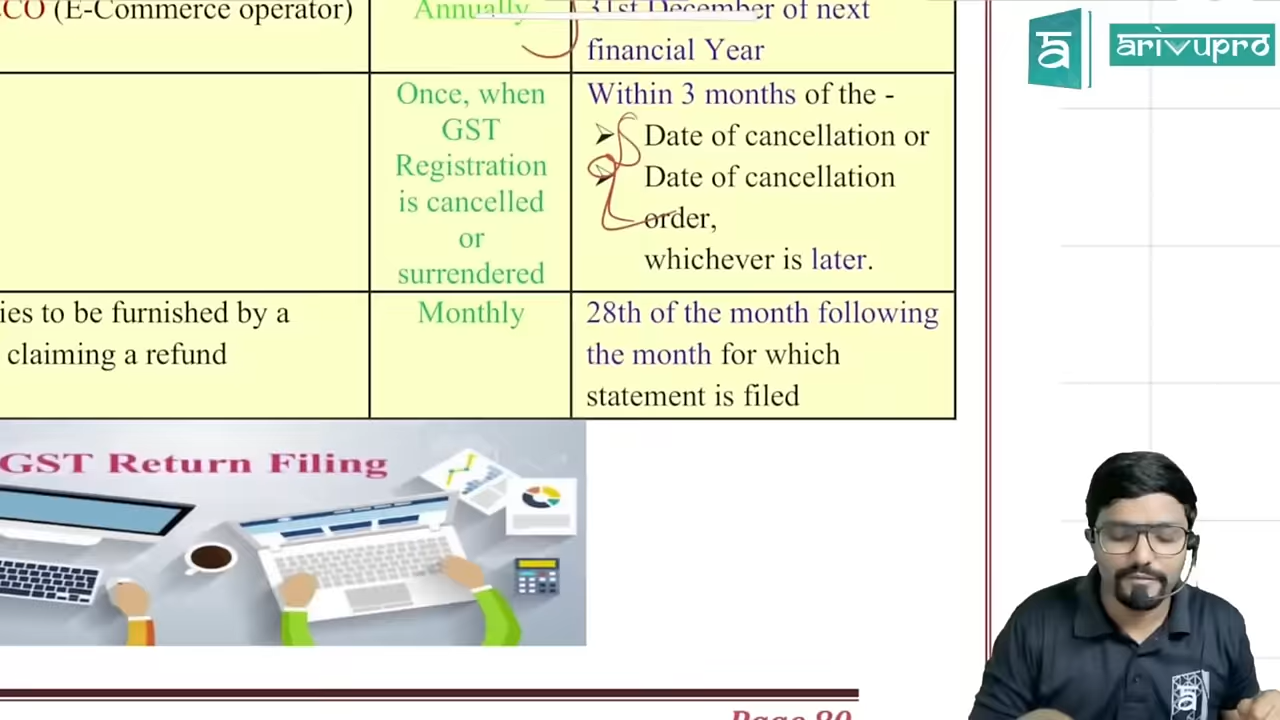 CO (E-Commerce operator)
Annually
31st December of next
financial Year
Once, when
GST
Registration
is cancelled
or
surrendered
Within 3 months of the -
Date of cancellation or
Date of cancellation
order,
whichever is later.
ies to be furnished by a
claiming a refund
Monthly
28th of the month following
the month for which
statement is filed
GST Return Filing
Page 80
arivupro